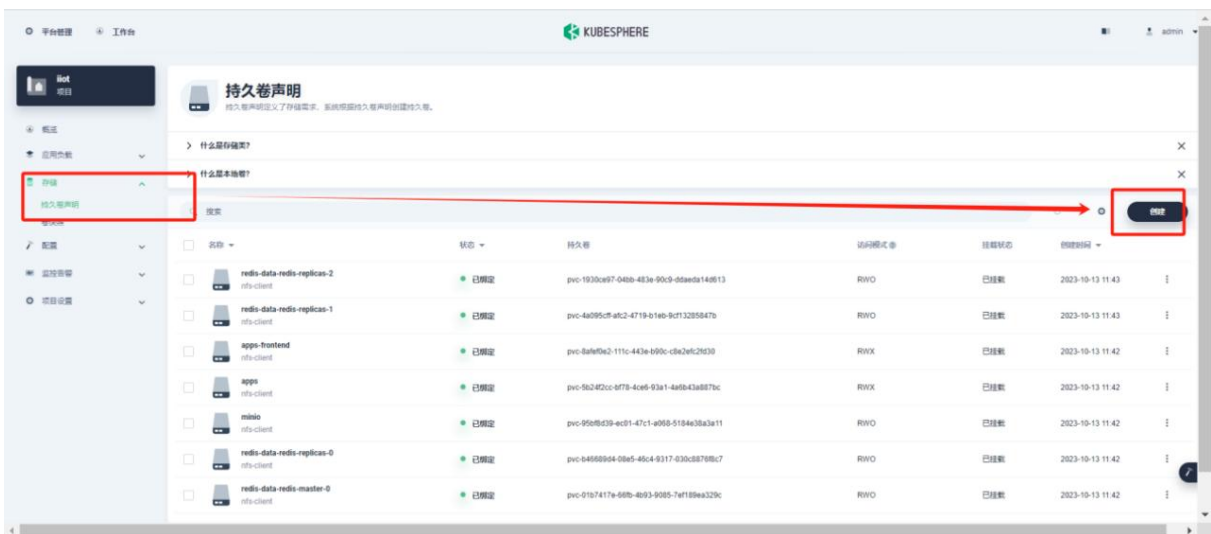 平台管理 工作台
KUBESPHERE
admin
iiot
项目
概览
应用负载
存储
持久卷声明
卷快照
配置
监控告警
项目设置
持久卷声明
持久卷声明定义了存储需求，系统根据持久卷声明创建持久卷。
什么是存储类?
什么是本地卷?
搜索
创建
名称 状态 持久卷 访问模式 挂载状态 创建时间
redis-data-redis-replicas-2
nfs-client
已绑定 pvc-1930ce97-04bb-483e-90c9-ddaeda14d613 RWO 已挂载 2023-10-13 11:43
redis-data-redis-replicas-1
nfs-client
已绑定 pvc-4a095cff-afc2-4719-b1eb-9cf13285847b RWO 已挂载 2023-10-13 11:43
apps-frontend
nfs-client
已绑定 pvc-8afef0e2-111c-443e-b90c-c8e2efc2fd30 RWX 已挂载 2023-10-13 11:42
apps
nfs-client
已绑定 pvc-5b24f2cc-bf78-4ce6-93a1-4a6b43a887bc RWX 已挂载 2023-10-13 11:42
minio
nfs-client
已绑定 pvc-95bf8d39-ec01-47c1-a068-5184e38a3a11 RWO 已挂载 2023-10-13 11:42
redis-data-redis-replicas-0
nfs-client
已绑定 pvc-b46689d4-08e5-46c4-9317-030c8876f8c7 RWO 已挂载 2023-10-13 11:42
redis-data-redis-master-0
nfs-client
已绑定 pvc-01b7417e-66fb-4b93-9085-7ef189ea329c RWO 已挂载 2023-10-13 11:42